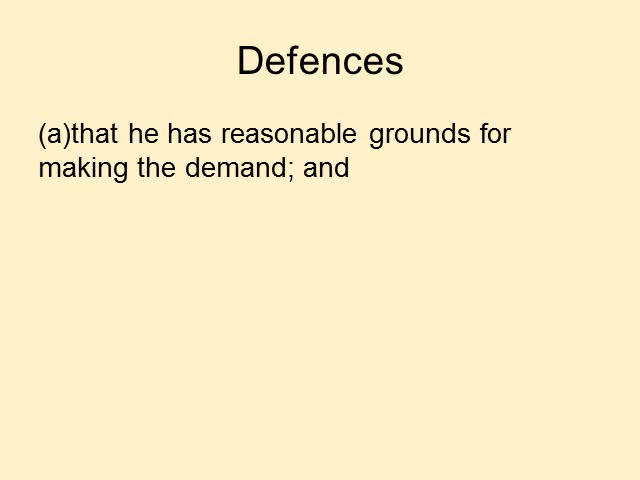 Defences
(a)that he has reasonable grounds for
making the demand; and